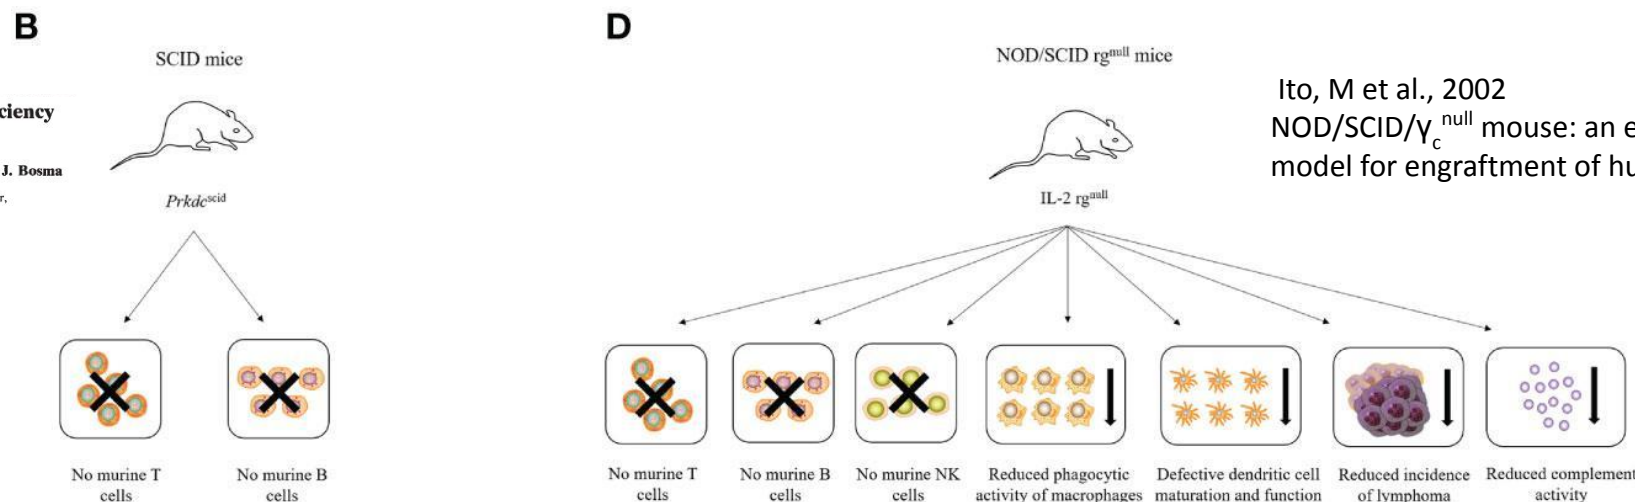 B
SCID mice
ciency
J. Bosma
r,
Prkdc^scid
No murine T
cells
No murine B
cells
D
NOD/SCID rg^null mice
IL-2 rg^null
Ito, M et al., 2002
NOD/SCID/γc^null mouse: an e
model for engraftment of hu
No murine T
cells
No murine B
cells
No murine NK
cells
Reduced phagocytic
activity of macrophages
Defective dendritic cell
maturation and function
Reduced incidence
of lymphoma
Reduced complement
activity